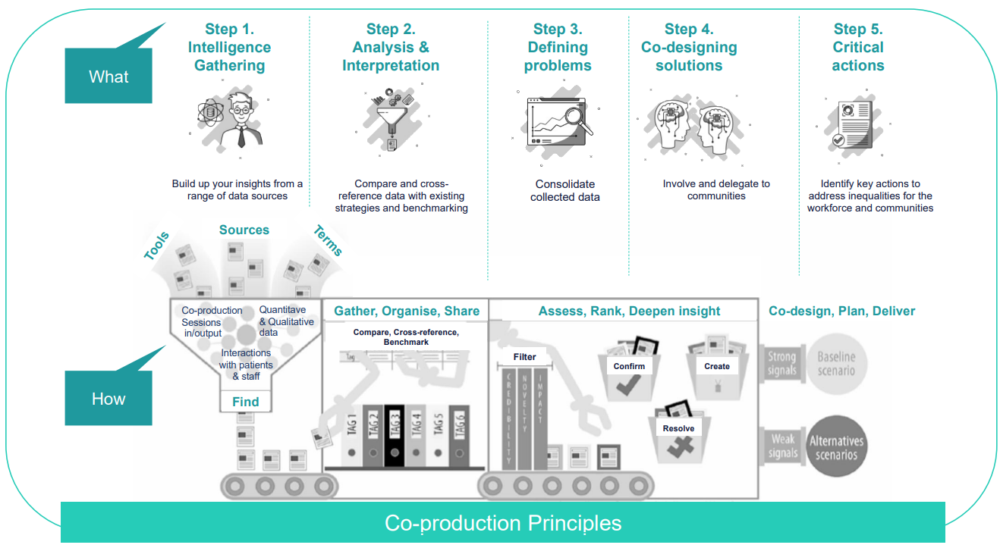 What
Step 1.
Intelligence
Gathering
Step 2.
Analysis &
Interpretation
Step 3.
Defining
problems
Step 4.
Co-designing
solutions
Step 5.
Critical
actions
Build up your insights from a
range of data sources
Compare and cross-
reference data with existing
strategies and benchmarking
Consolidate
collected data
Involve and delegate to
communities
Identify key actions to
address inequalities for the
workforce and communities
How
Tools
Sources
Terms
Co-production
Sessions
in/output
Quantitave
& Qualitative
data
Interactions
with patients
& staff
Find
Gather, Organise, Share
Compare, Cross-reference,
Benchmark
Tag
TAG 1
TAG 2
TAG 3
TAG 4
TAG 5
TAG 6
Assess, Rank, Deepen insight
Filter
CREDIBILITY
NOVELTY
IMPACT
Confirm
Create
Resolve
Co-design, Plan, Deliver
Strong
signals
Baseline
scenario
Weak
signals
Alternatives
scenarios
Co-production Principles